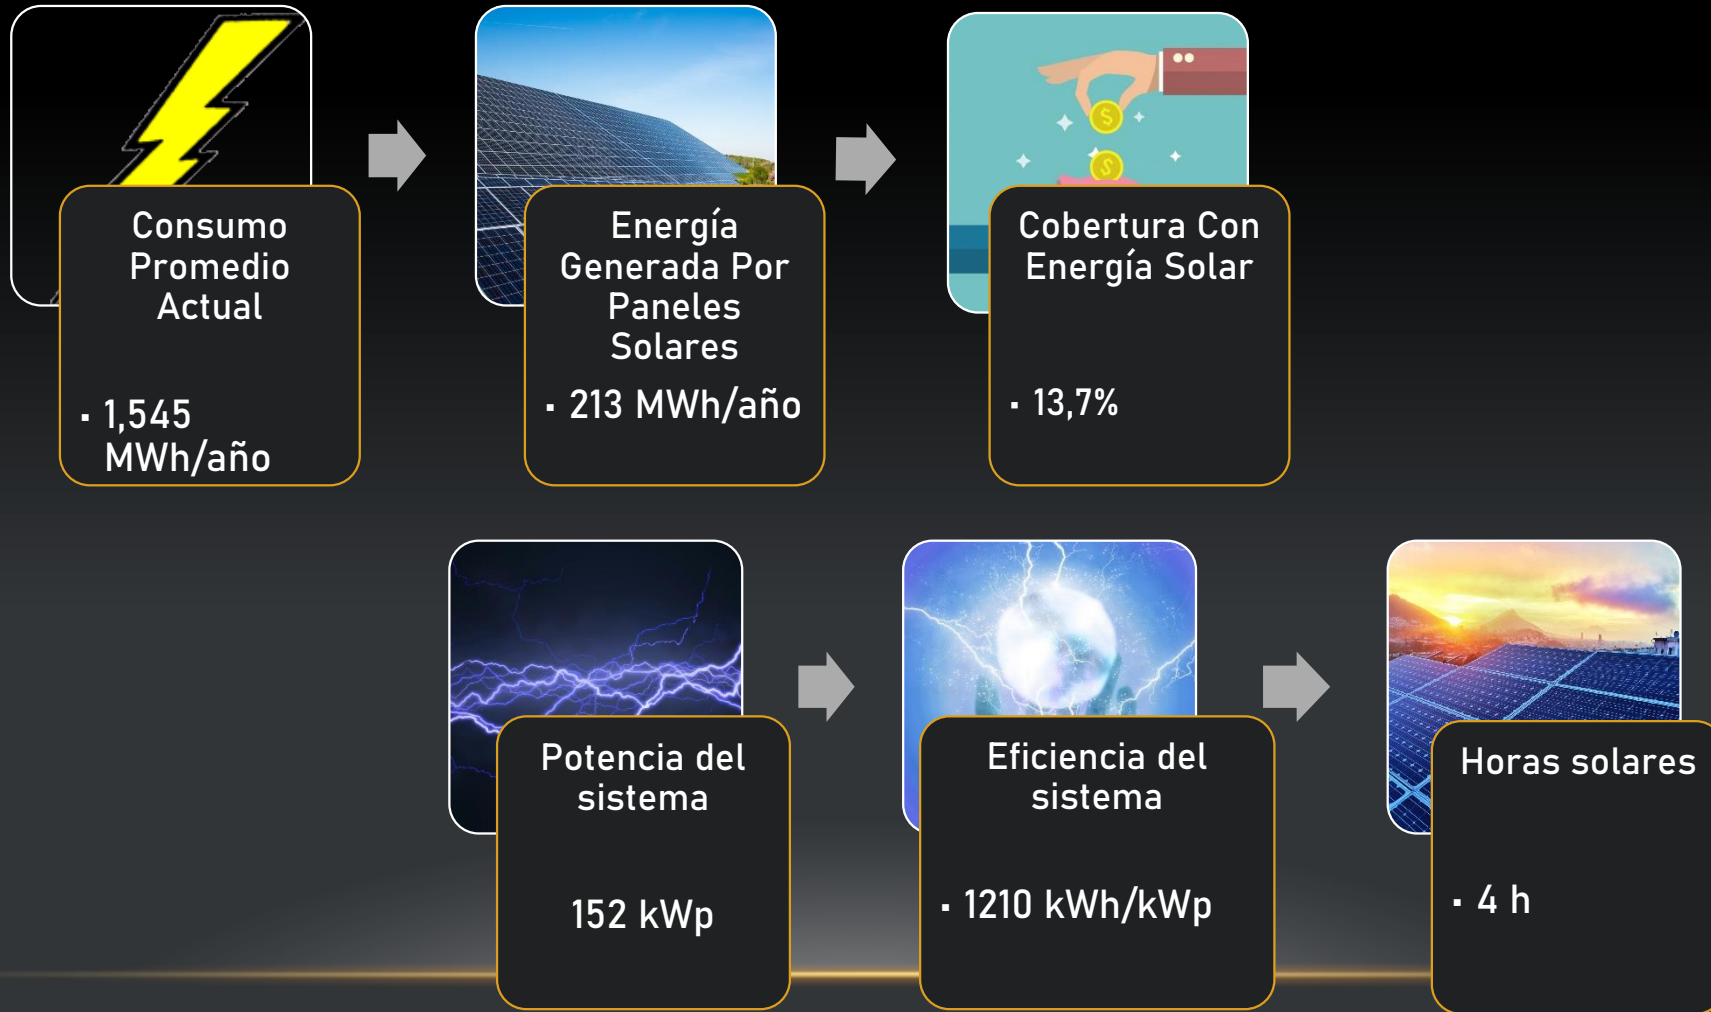 Consumo
Promedio
Actual
▪ 1,545
MWh/año
Energía
Generada Por
Paneles
Solares
▪ 213 MWh/año
Cobertura Con
Energía Solar
▪ 13,7%
Potencia del
sistema
152 kWp
Eficiencia del
sistema
▪ 1210 kWh/kWp
Horas solares
▪ 4 h